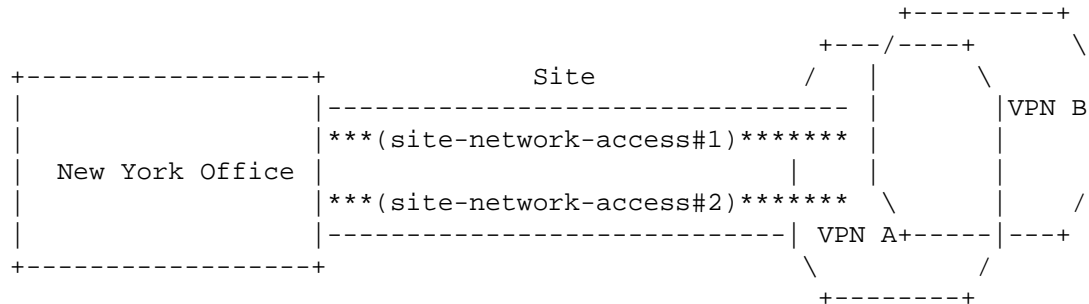 Site
VPN B
***(site-network-access#1)*******
New York Office
***(site-network-access#2)*******
VPN A